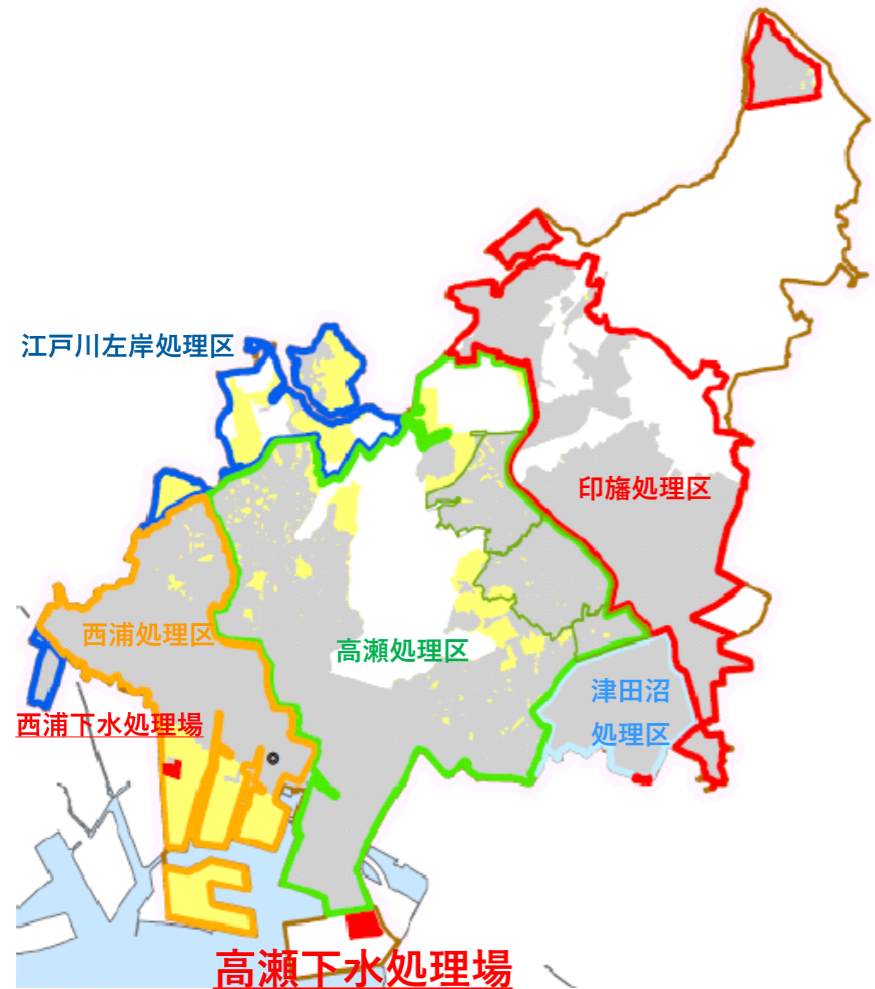 江戸川左岸処理区
印旛処理区
西浦処理区
高瀬処理区
津田沼
処理区
西浦下水処理場
高瀬下水処理場